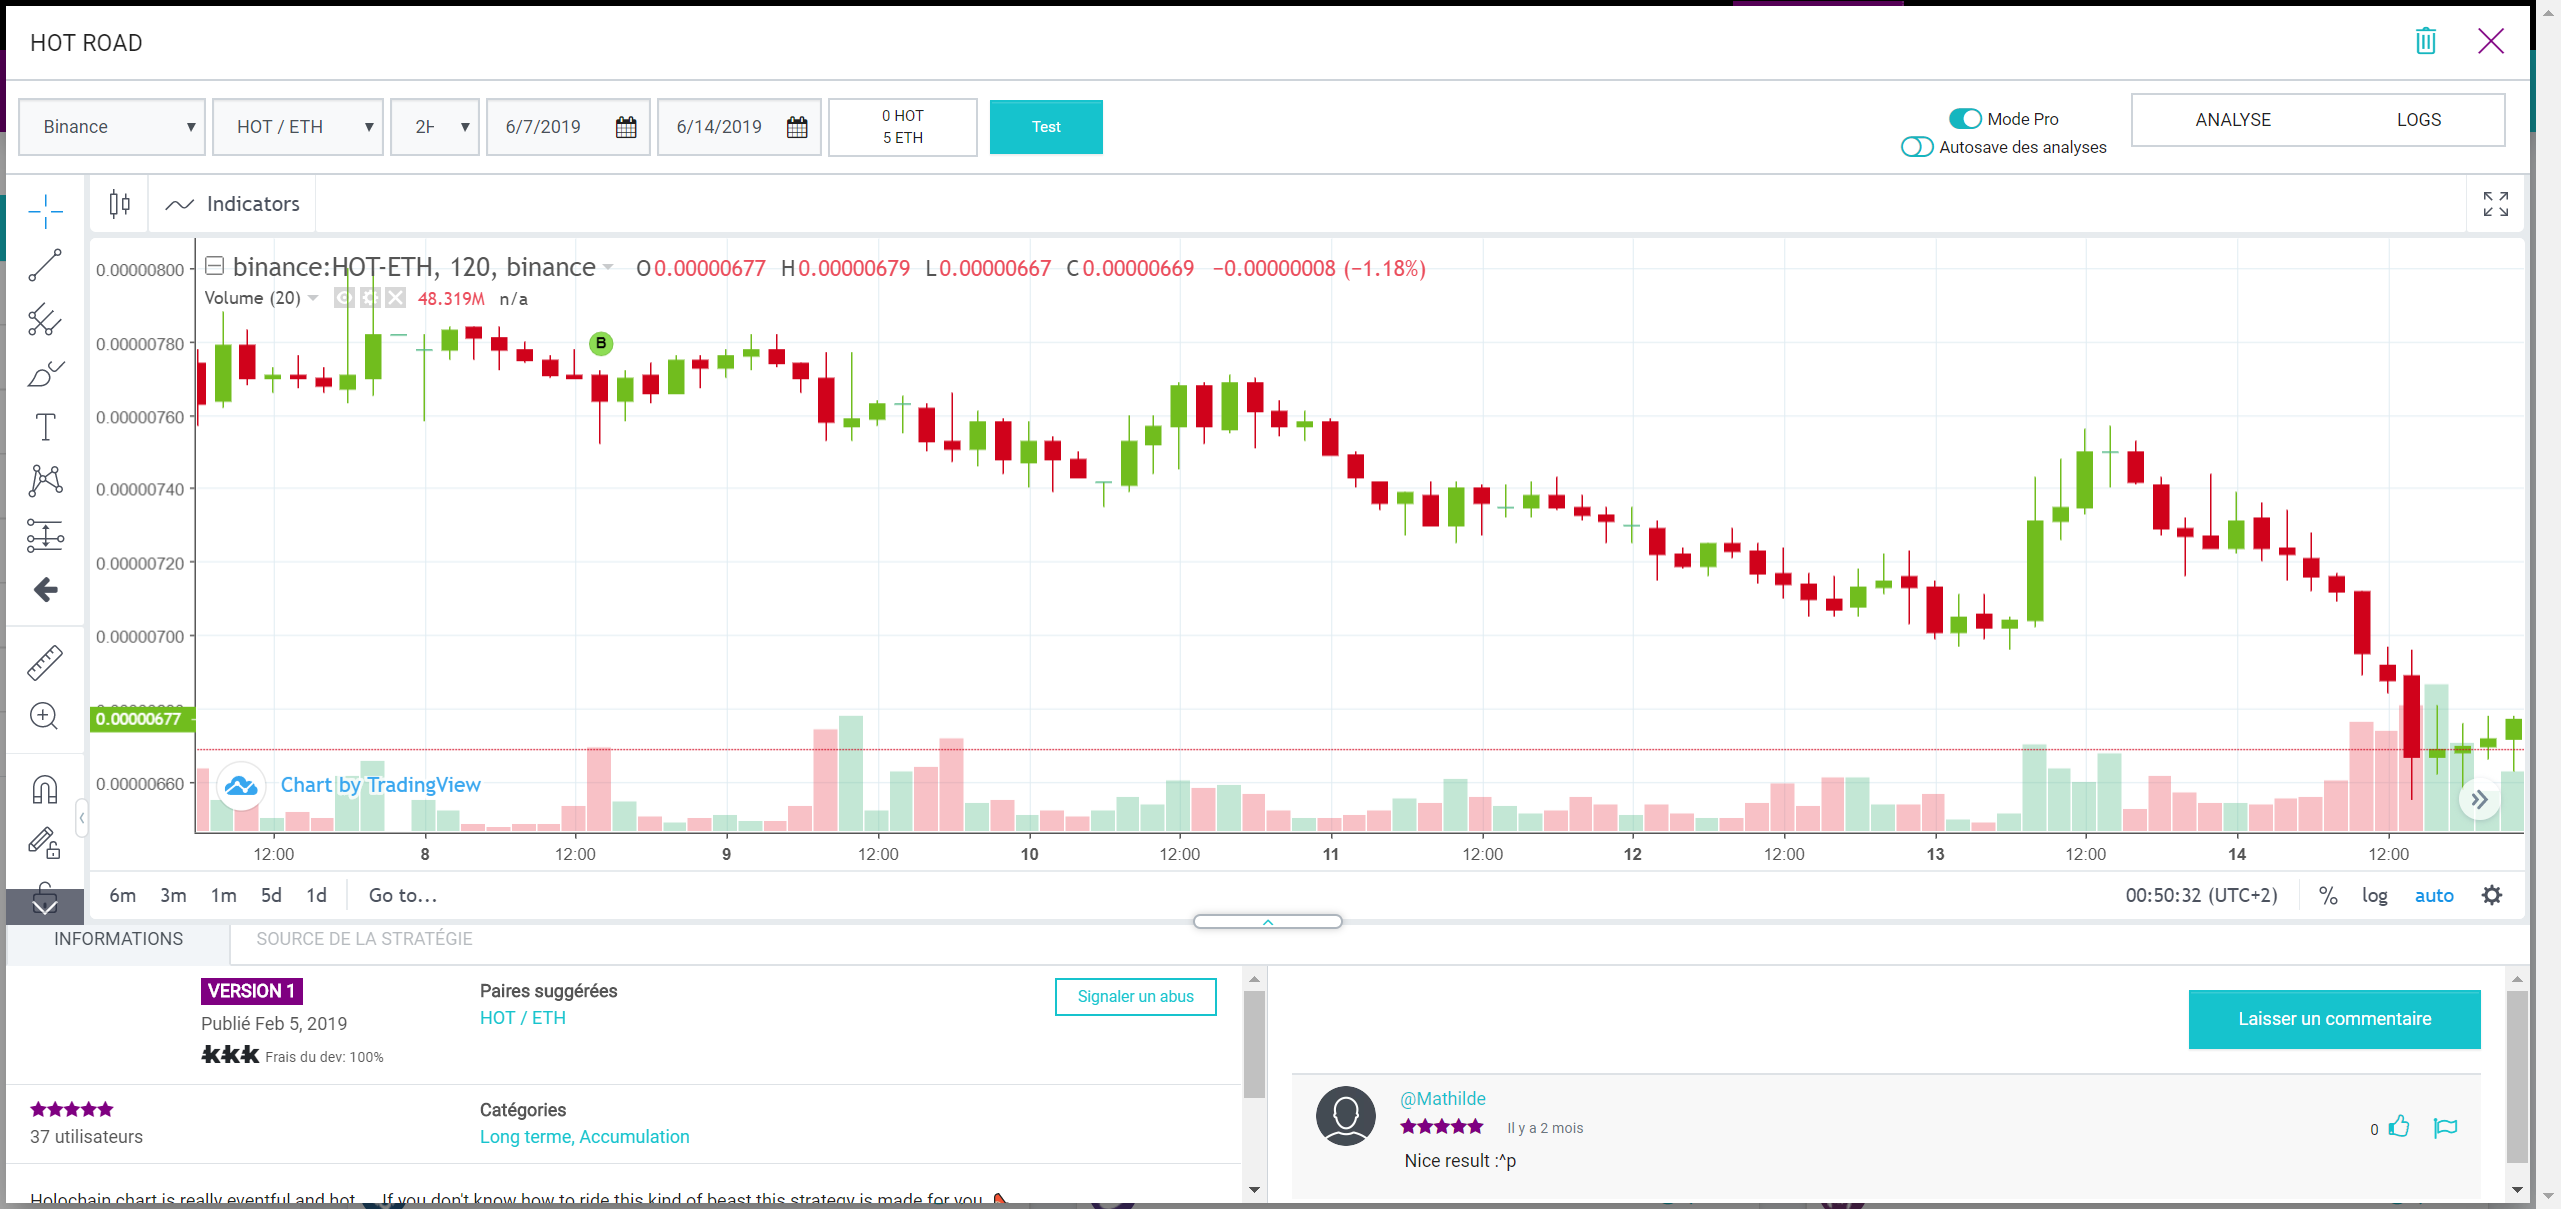 HOT ROAD
Binance HOT / ETH 2H 6/7/2019 6/14/2019 0 HOT
5 ETH
Test
Mode Pro
Autosave des analyses
ANALYSE LOGS
Indicators
binance:HOT-ETH, 120, binance O0.00000677 H0.00000679 L0.00000667 C0.00000669 −0.00000008 (−1.18%)
Volume (20) 48.319M n/a
0.00000800
0.00000780
0.00000760
0.00000740
0.00000720
0.00000700
0.00000677
0.00000660
B
Chart by TradingView
12:00 8 12:00 9 12:00 10 12:00 11 12:00 12 12:00 13 12:00 14 12:00
6m 3m 1m 5d 1d Go to... 00:50:32 (UTC+2) % log auto
INFORMATIONS SOURCE DE LA STRATÉGIE
VERSION 1
Publié Feb 5, 2019
Frais du dev: 100%
Paires suggérées
HOT / ETH
Signaler un abus
37 utilisateurs
Catégories
Long terme, Accumulation
Holochain chart is really eventful and hot ... If you don't know how to ride this kind of beast this strategy is made for you
Laisser un commentaire
@Mathilde
Il y a 2 mois
0
Nice result :^p